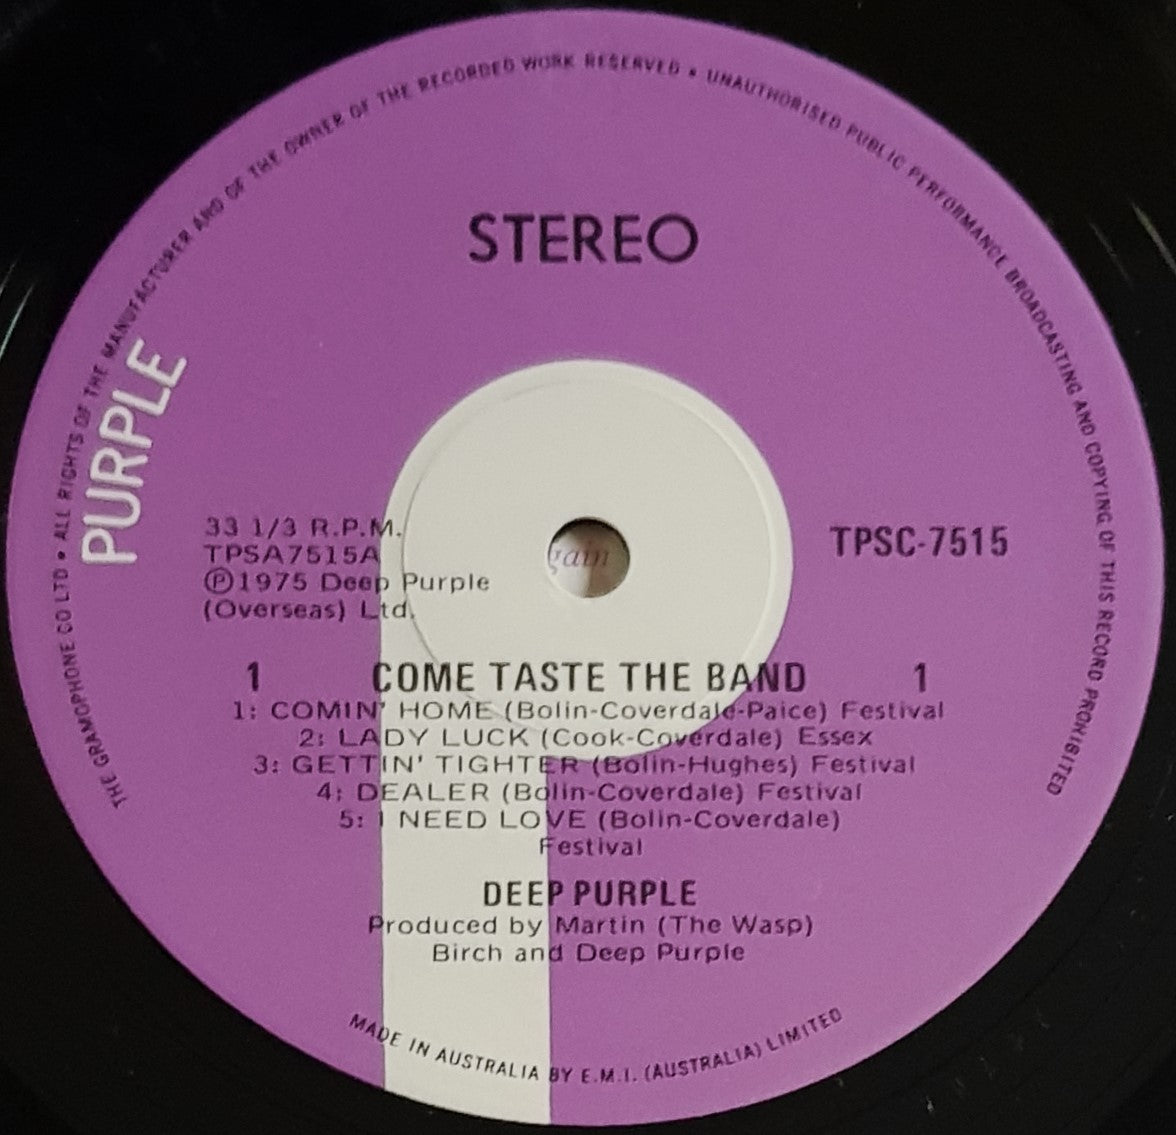 THE GRAMOPHONE CO LTD • ALL RIGHTS OF THE MANUFACTURER AND OF THE OWNER OF THE RECORDED WORK RESERVED • UNAUTHORISED PUBLIC PERFORMANCE BROADCASTING AND COPYING OF THIS RECORD PROHIBITED
STEREO
PURPLE
33 1/3 R.P.M.
TPSA7515A
℗1975 Deep Purple
(Overseas) Ltd.
TPSC-7515
gain
1 COME TASTE THE BAND 1
1: COMIN' HOME (Bolin-Coverdale-Paice) Festival
2: LADY LUCK (Cook-Coverdale) Essex
3: GETTIN' TIGHTER (Bolin-Hughes) Festival
4: DEALER (Bolin-Coverdale) Festival
5: I NEED LOVE (Bolin-Coverdale)
Festival
DEEP PURPLE
Produced by Martin (The Wasp)
Birch and Deep Purple
MADE IN AUSTRALIA BY E.M.I. (AUSTRALIA) LIMITED